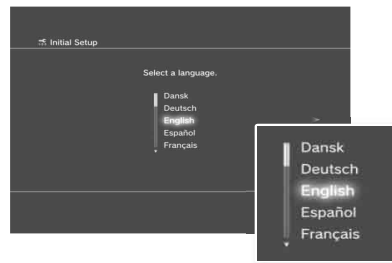 Initial Setup
Select a language.
Dansk
Deutsch
English
Español
Français
Dansk
Deutsch
English
Español
Français